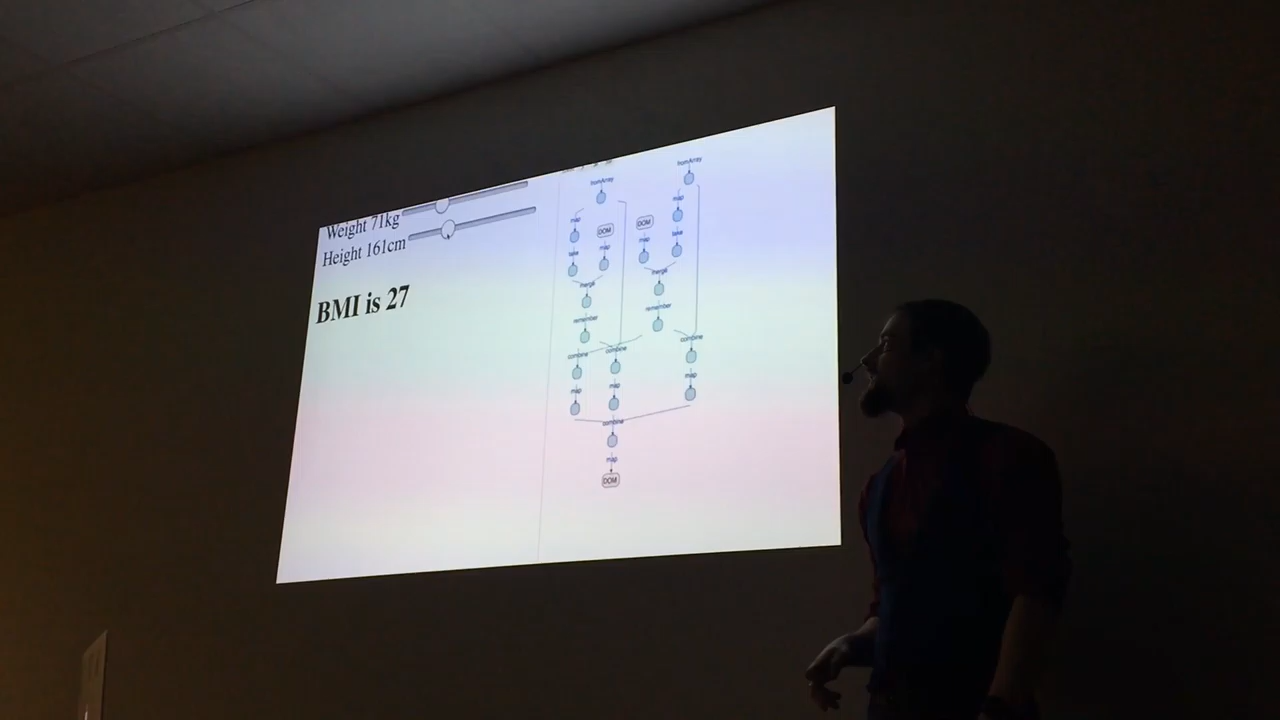 Weight 71kg
Height 161cm
BMI is 27
fromArray
fromArray
map
map
DOM
DOM
take
map
map
take
merge
merge
remember
remember
combine
combine
combine
map
map
map
combine
map
DOM